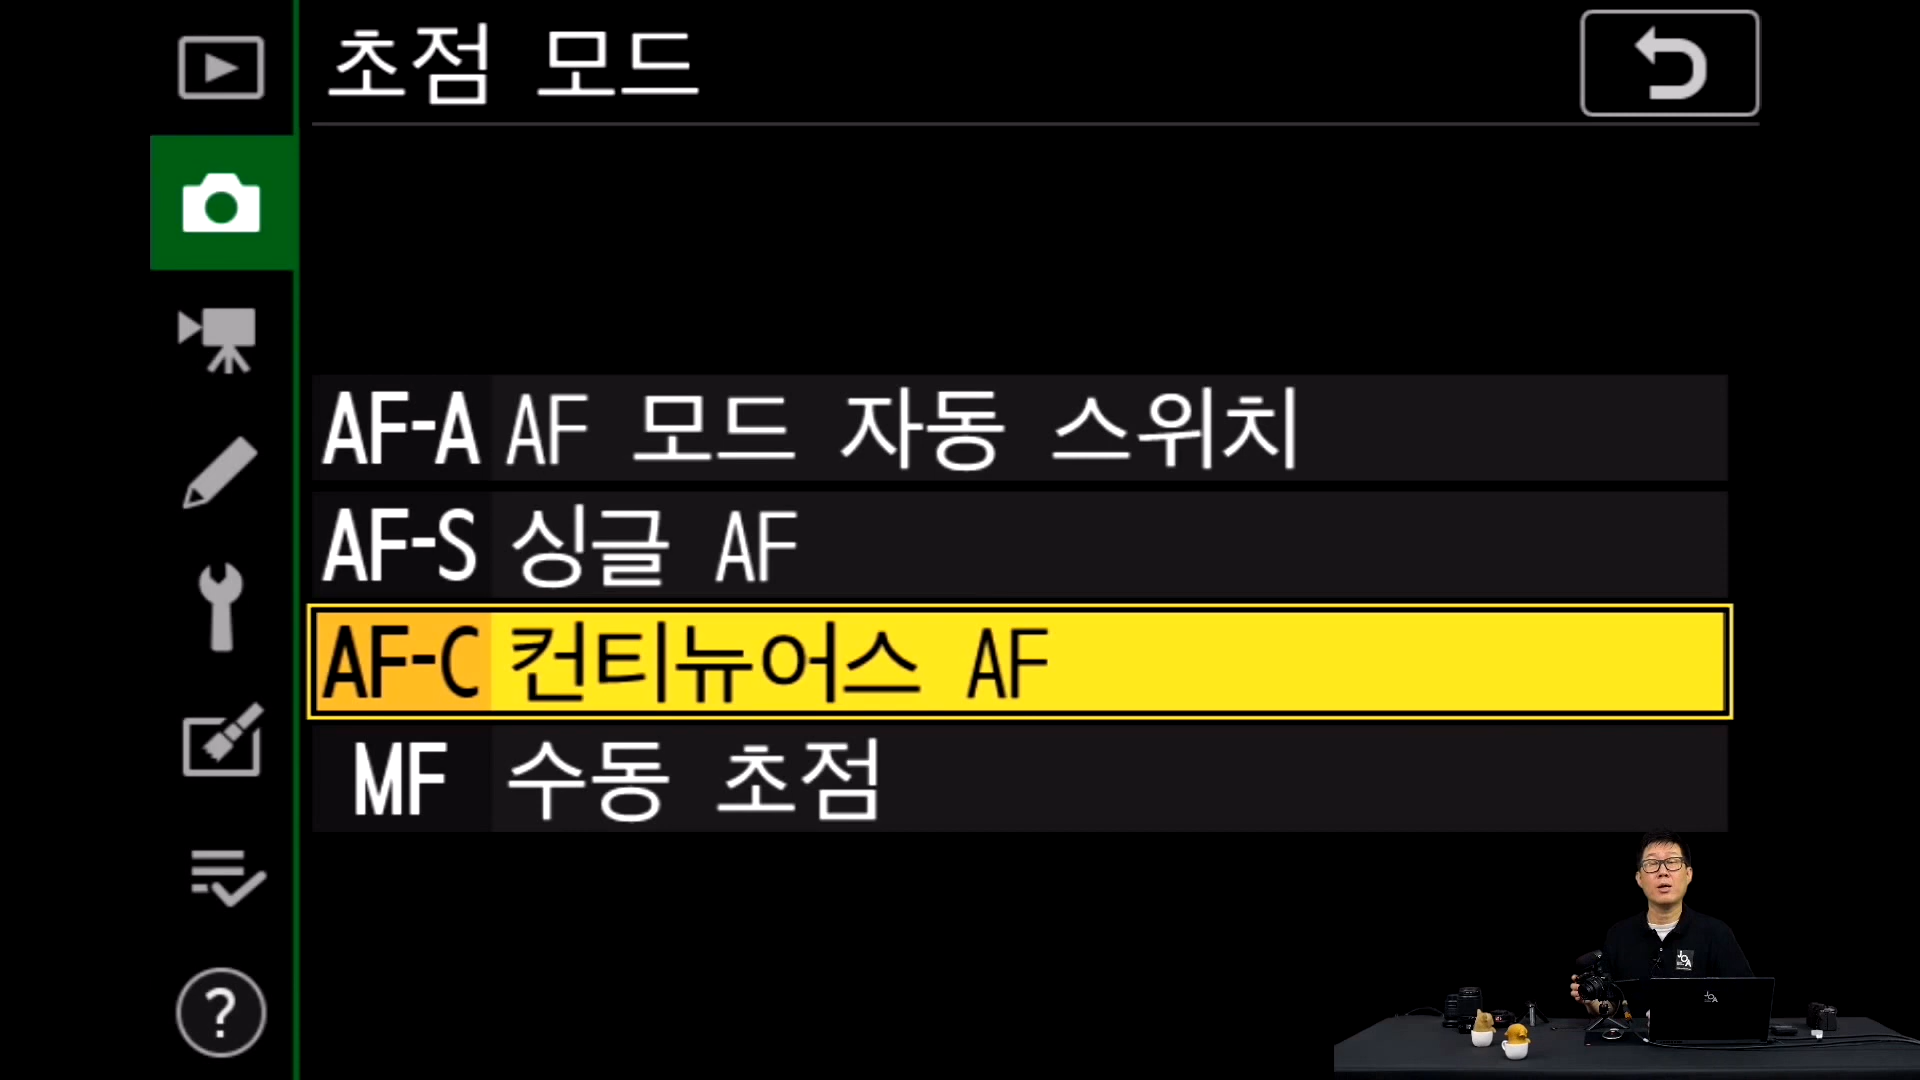 초점 모드
AF-A AF 모드 자동 스위치
AF-S 싱글 AF
AF-C 컨티뉴어스 AF
MF 수동 초점
?